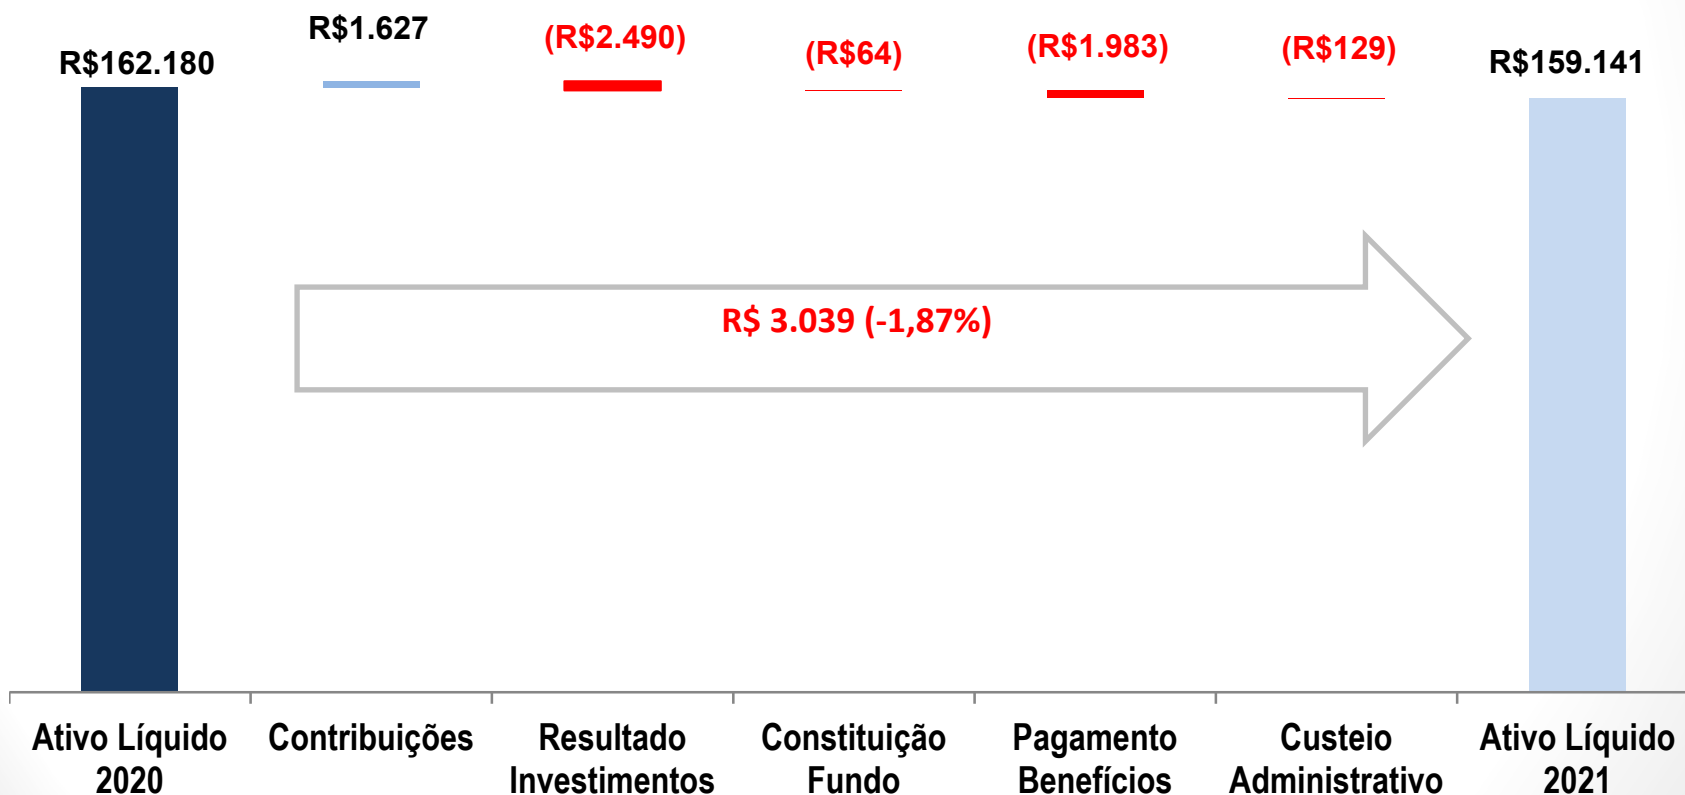 R$162.180
R$1.627
(R$2.490)
(R$64)
(R$1.983)
(R$129)
R$159.141
R$ 3.039 (-1,87%)
Ativo Líquido
2020
Contribuições
Resultado
Investimentos
Constituição
Fundo
Pagamento
Benefícios
Custeio
Administrativo
Ativo Líquido
2021